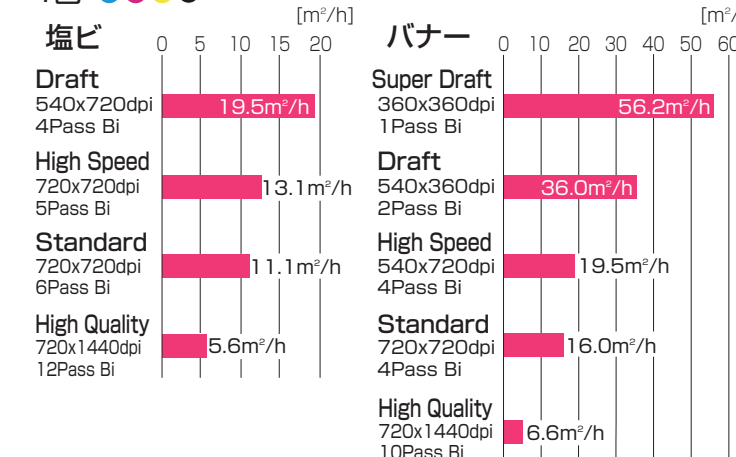 [m²/h]
塩ビ
0 5 10 15 20
Draft
540x720dpi
4Pass Bi
19.5m²/h
High Speed
720x720dpi
5Pass Bi
13.1m²/h
Standard
720x720dpi
6Pass Bi
11.1m²/h
High Quality
720x1440dpi
12Pass Bi
5.6m²/h
[m²/
バナー
0 10 20 30 40 50 60
Super Draft
360x360dpi
1Pass Bi
56.2m²/h
Draft
540x360dpi
2Pass Bi
36.0m²/h
High Speed
540x720dpi
4Pass Bi
19.5m²/h
Standard
720x720dpi
4Pass Bi
16.0m²/h
High Quality
720x1440dpi
10Pass Bi
6.6m²/h